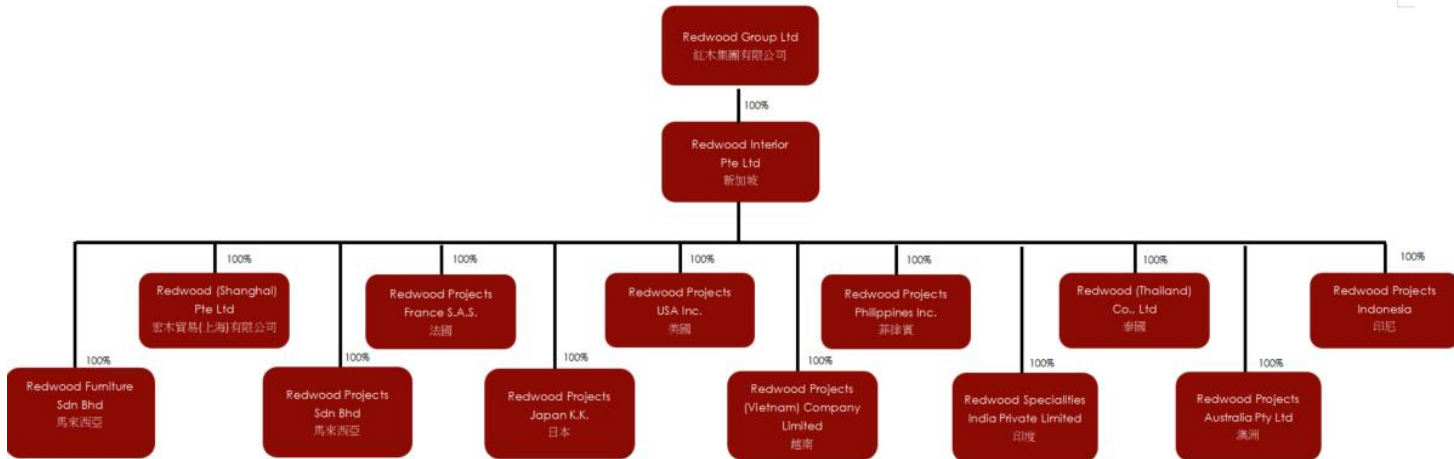 Redwood Group Ltd
紅木集團有限公司
100%
Redwood Interior
Pte Ltd
新加坡
100%
Redwood (Shanghai)
Pte Ltd
宏木貿易(上海)有限公司
100%
Redwood Projects
France S.A.S.
法國
100%
Redwood Projects
USA Inc.
美國
100%
Redwood Projects
Philippines Inc.
菲律賓
100%
Redwood (Thailand)
Co., Ltd
泰國
100%
Redwood Projects
Indonesia
印尼
100%
Redwood Furniture
Sdn Bhd
馬來西亞
100%
Redwood Projects
Sdn Bhd
馬來西亞
100%
Redwood Projects
Japan K.K.
日本
100%
Redwood Projects
(Vietnam) Company
Limited
越南
100%
Redwood Specialities
India Private Limited
印度
100%
Redwood Projects
Australia Pty Ltd
澳洲